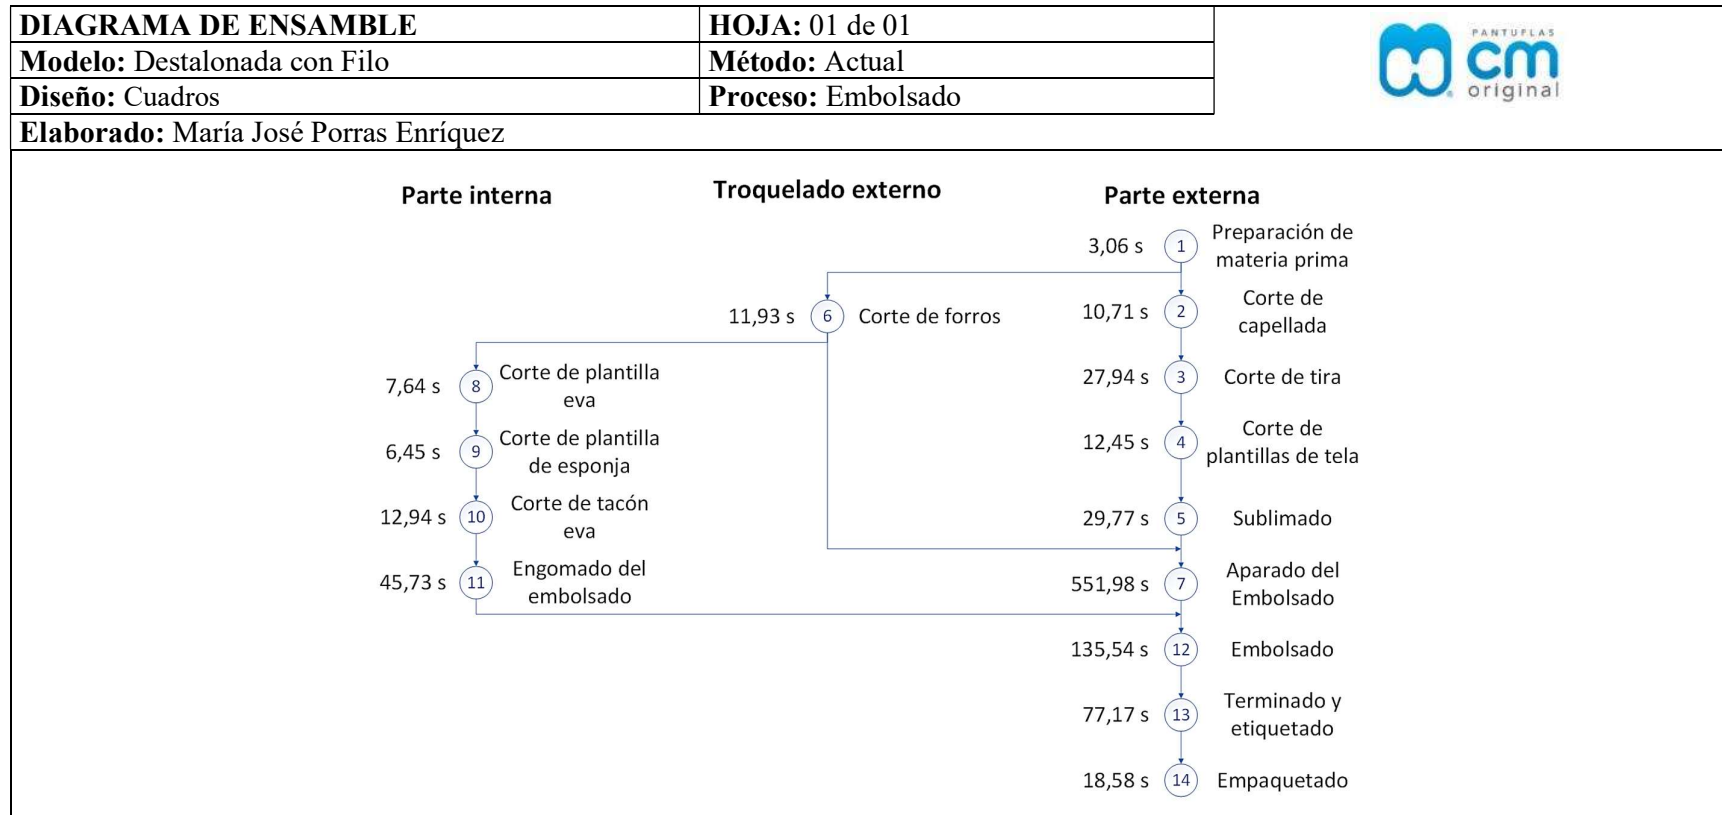 DIAGRAMA DE ENSAMBLE
HOJA: 01 de 01
Modelo: Destalonada con Filo
Método: Actual
Diseño: Cuadros
Proceso: Embolsado
Elaborado: María José Porras Enríquez
PANTUFLAS
cm
original
Parte interna
Troquelado externo
Parte externa
3,06 s
1
Preparación de
materia prima
11,93 s
6
Corte de forros
10,71 s
2
Corte de
capellada
7,64 s
8
Corte de plantilla
eva
27,94 s
3
Corte de tira
6,45 s
9
Corte de plantilla
de esponja
12,45 s
4
Corte de
plantillas de tela
12,94 s
10
Corte de tacón
eva
29,77 s
5
Sublimado
45,73 s
11
Engomado del
embolsado
551,98 s
7
Aparado del
Embolsado
135,54 s
12
Embolsado
77,17 s
13
Terminado y
etiquetado
18,58 s
14
Empaquetado